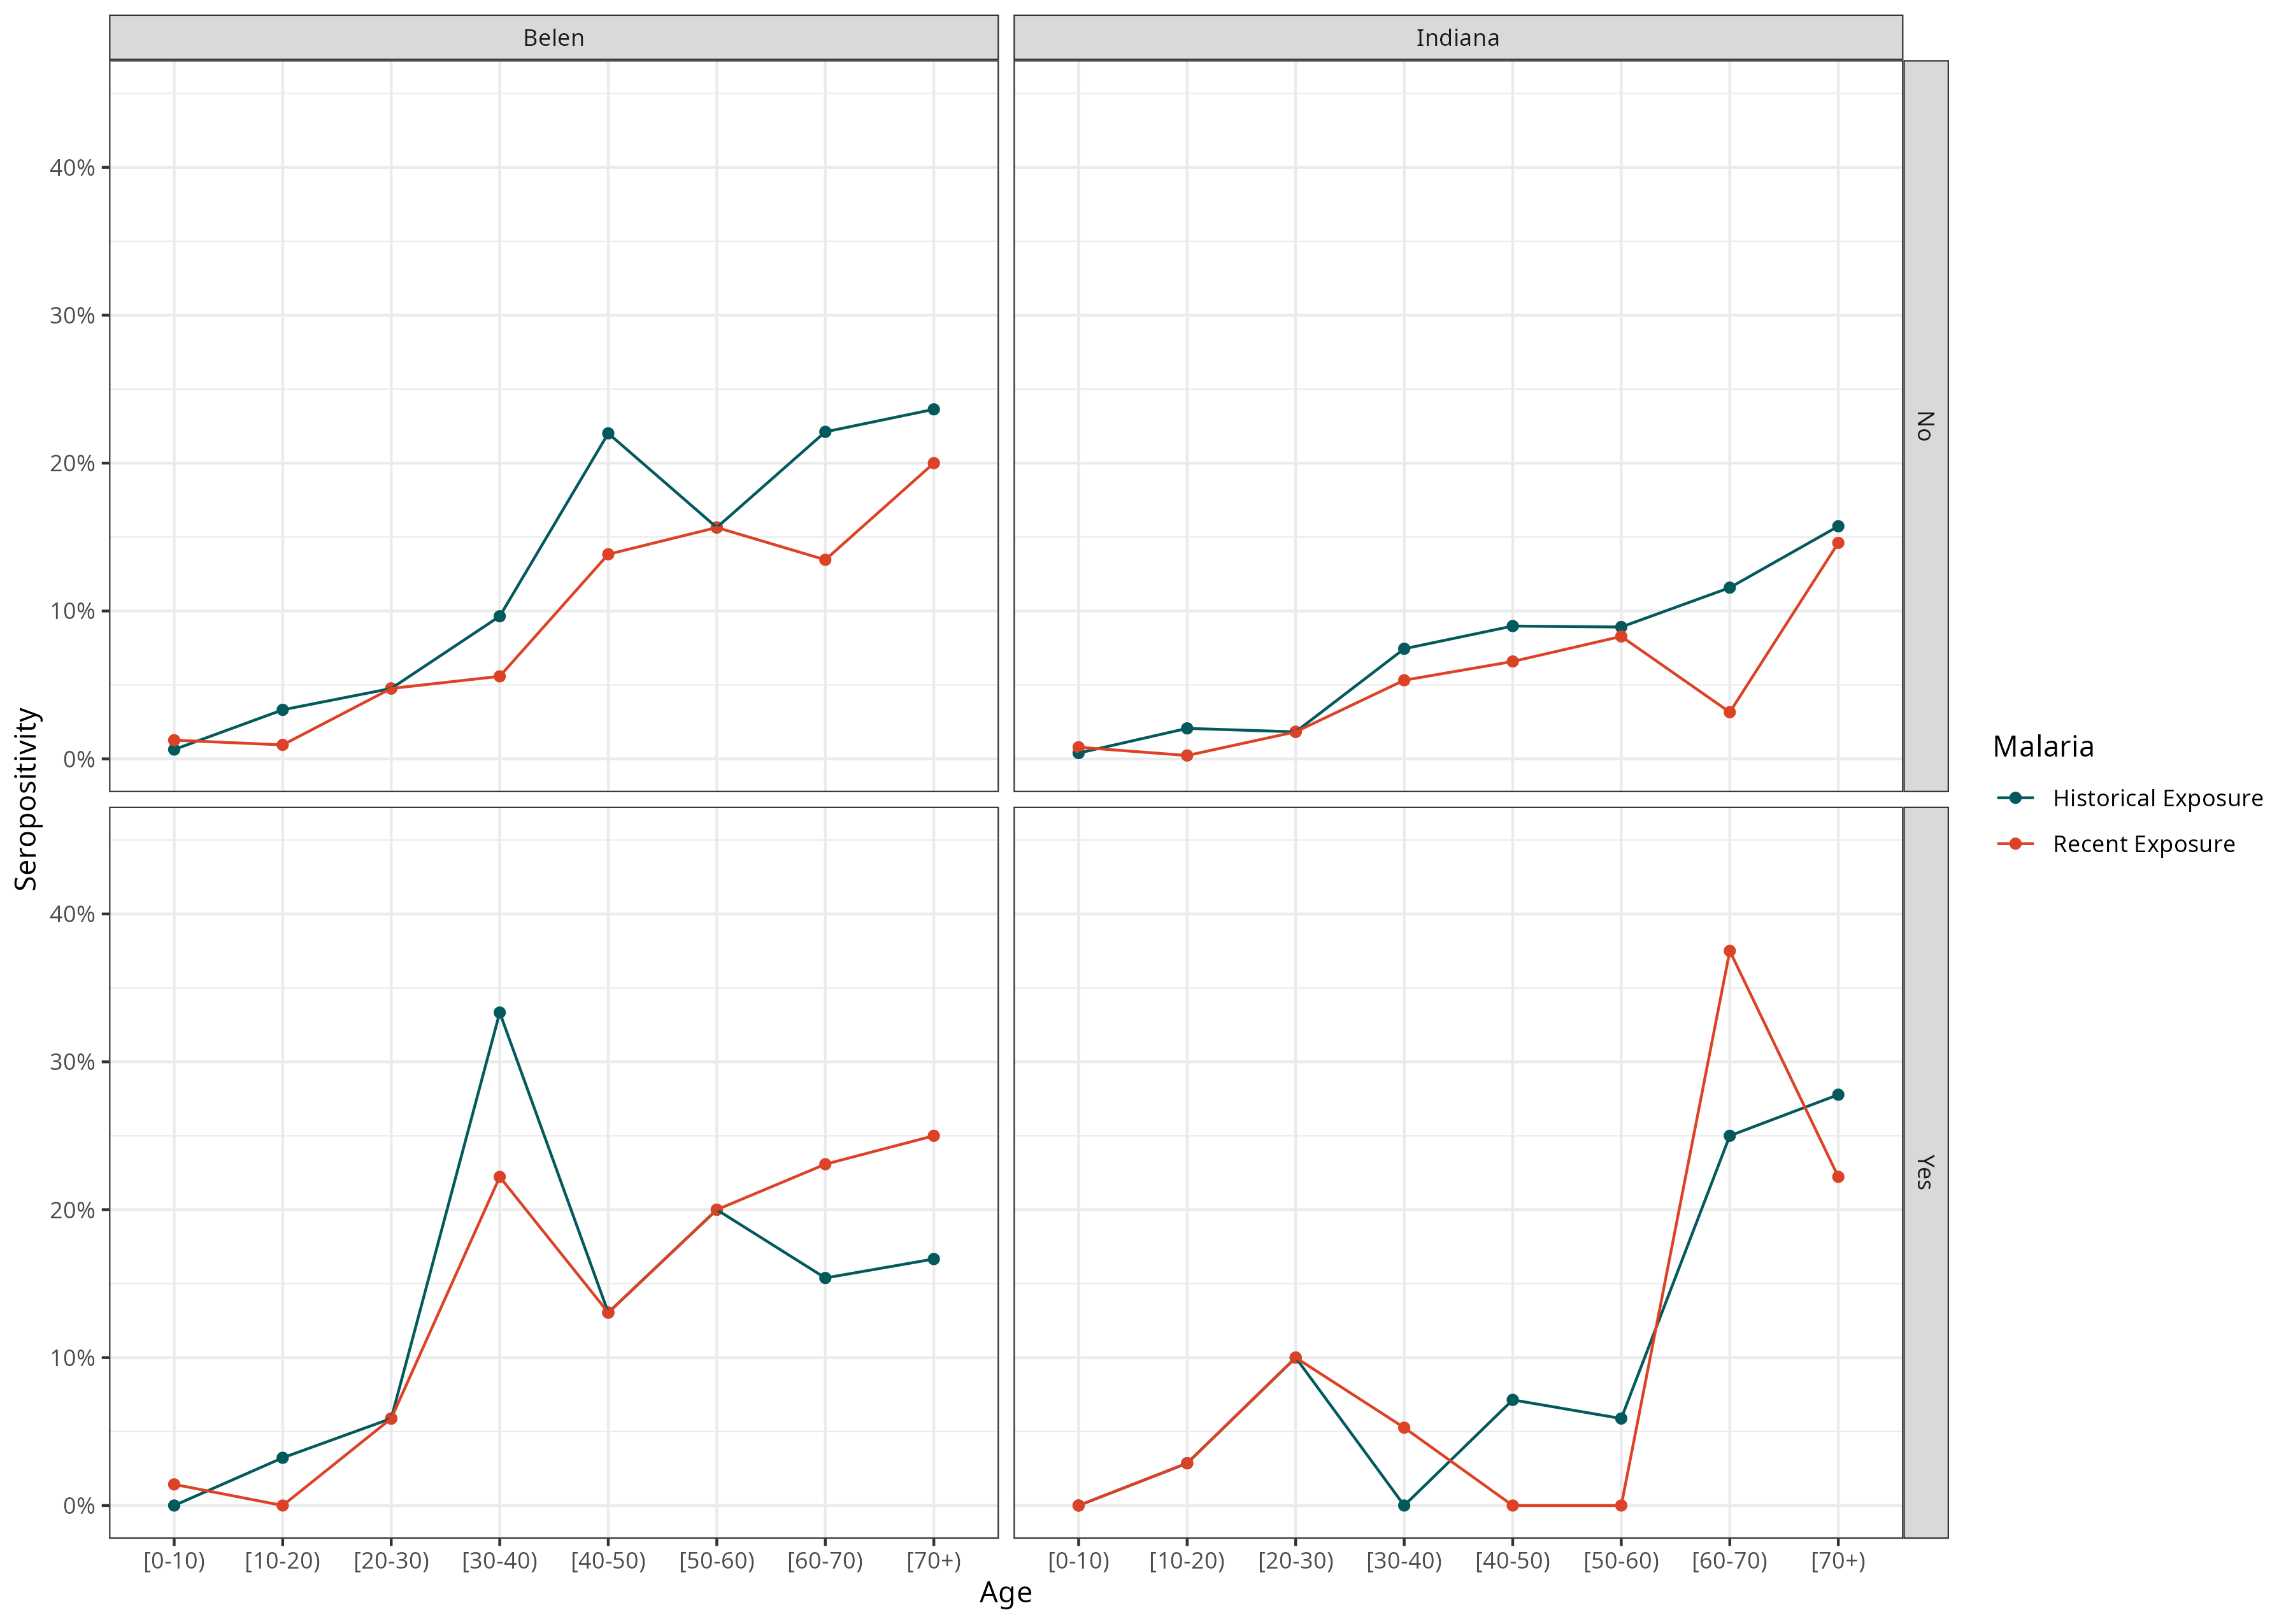 Belen
Indiana
40%
30%
20%
10%
0%
No
Seropositivity
Malaria
Historical Exposure
Recent Exposure
40%
30%
20%
10%
0%
Yes
[0-10) [10-20) [20-30) [30-40) [40-50) [50-60) [60-70) [70+)
[0-10) [10-20) [20-30) [30-40) [40-50) [50-60) [60-70) [70+)
Age